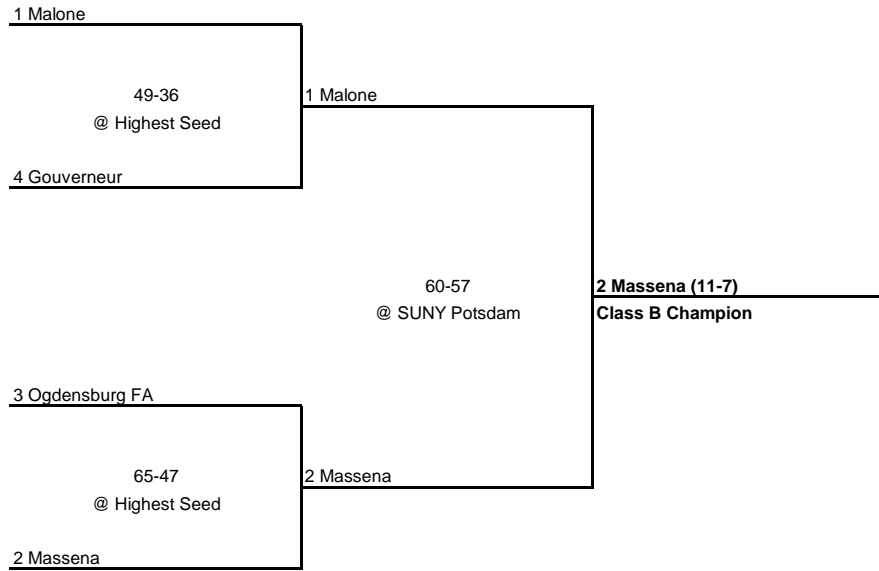 1 Malone
49-36
@ Highest Seed
1 Malone
4 Gouverneur
60-57
@ SUNY Potsdam
2 Massena (11-7)
Class B Champion
3 Ogdensburg FA
65-47
@ Highest Seed
2 Massena
2 Massena